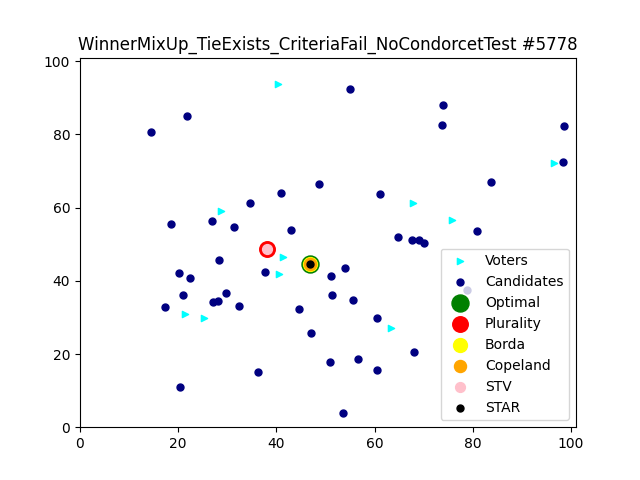 WinnerMixUp_TieExists_CriteriaFail_NoCondorcetTest #5778
100
80
60
40
20
0
0 20 40 60 80 100
Voters
Candidates
Optimal
Plurality
Borda
Copeland
STV
STAR